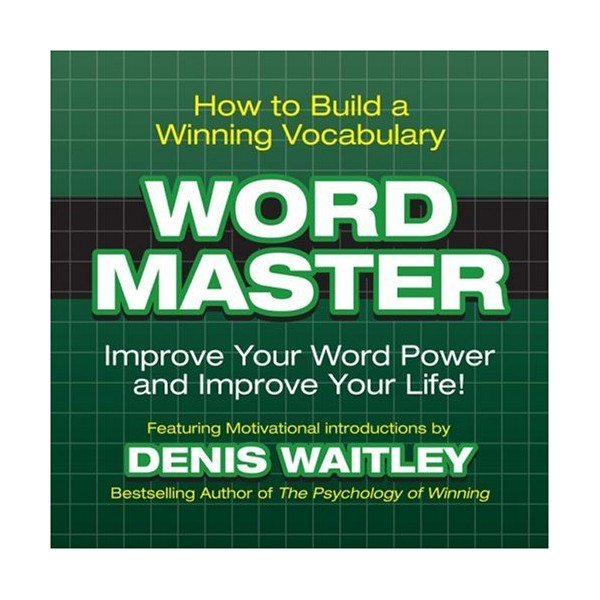 How to Build a
Winning Vocabulary
WORD
MASTER
Improve Your Word Power
and Improve Your Life!
Featuring Motivational introductions by
DENIS WAITLEY
Bestselling Author of The Psychology of Winning